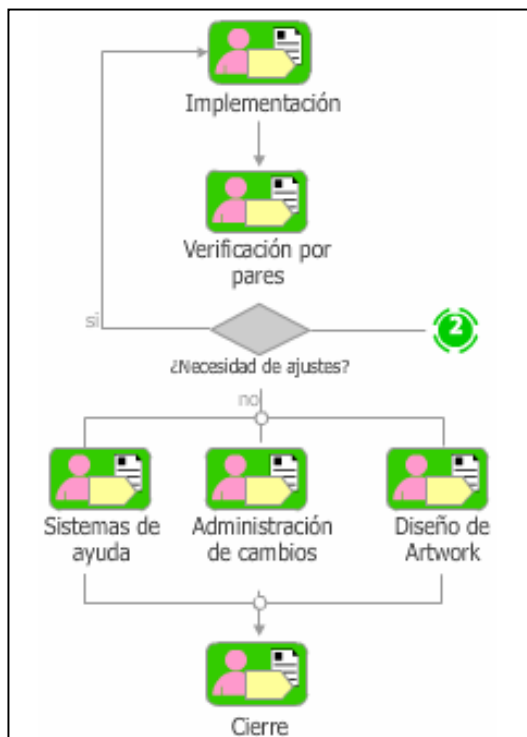 Implementación
Verificación por
pares
si
2
¿Necesidad de ajustes?
no
Sistemas de
ayuda
Administración
de cambios
Diseño de
Artwork
Cierre